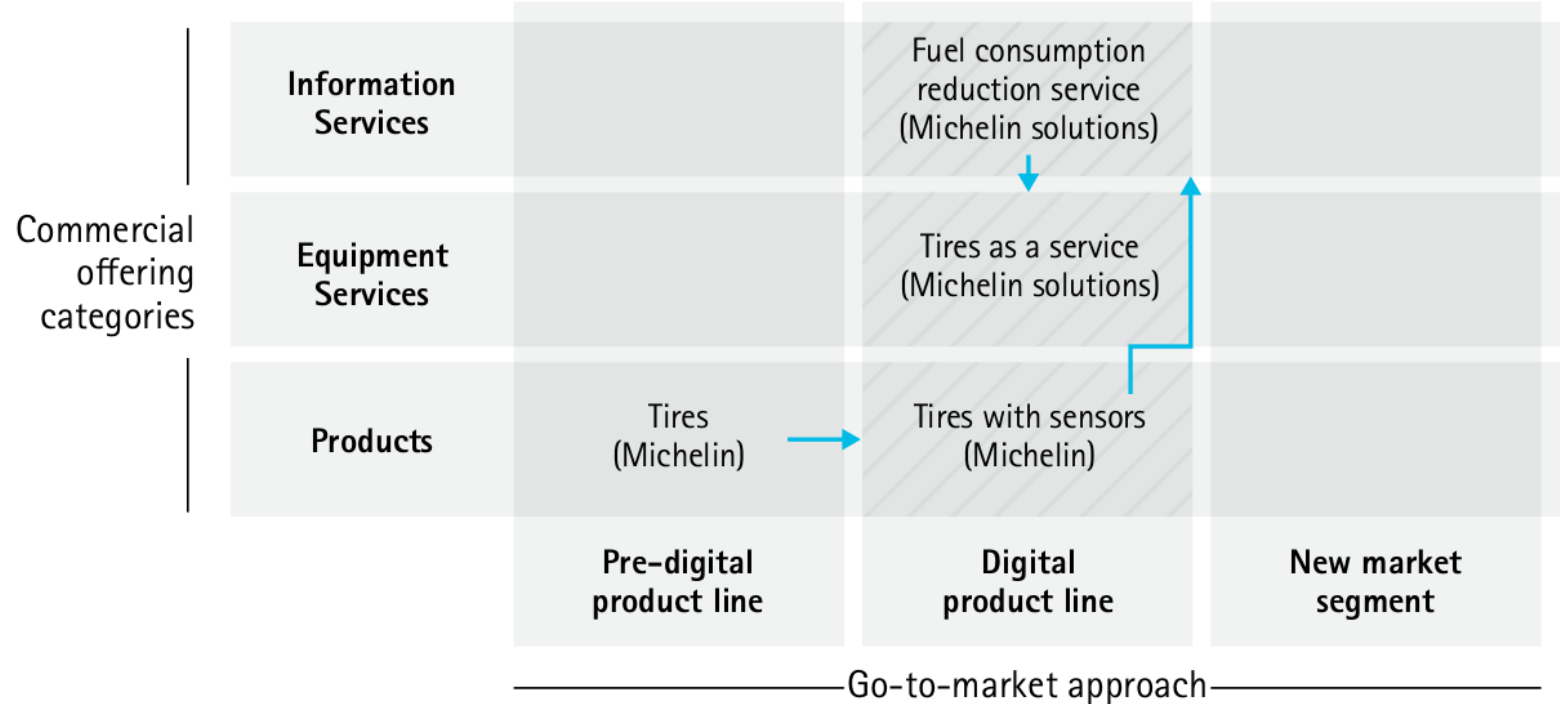 Commercial
offering
categories
Information
Services
Fuel consumption
reduction service
(Michelin solutions)
Equipment
Services
Tires as a service
(Michelin solutions)
Products
Tires
(Michelin)
Tires with sensors
(Michelin)
Pre-digital
product line
Digital
product line
New market
segment
Go-to-market approach